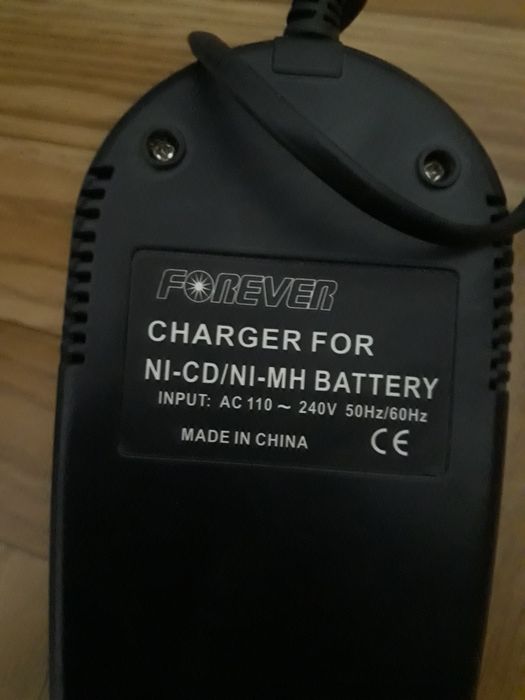 FOREVER
CHARGER FOR
NI-CD/NI-MH BATTERY
INPUT: AC 110 ~ 240V 50Hz/60Hz
MADE IN CHINA CE